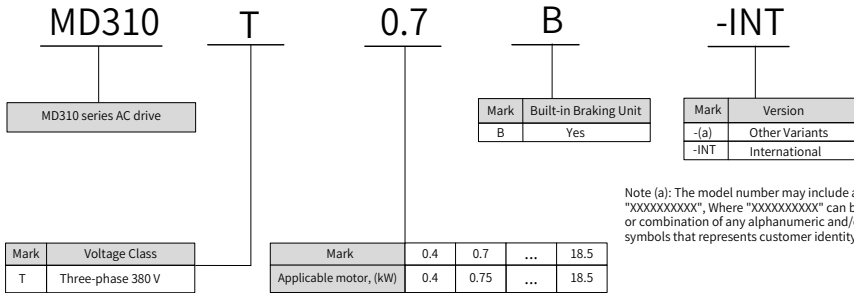 MD310 T 0.7 B -INT
MD310 series AC drive
Mark Built-in Braking Unit
B Yes
Mark Version
-(a) Other Variants
-INT International
Note (a): The model number may include a
"XXXXXXXXXX", Where "XXXXXXXXXX" can b
or combination of any alphanumeric and/
symbols that represents customer identity
Mark Voltage Class
T Three-phase 380 V
Mark 0.4 0.7 ... 18.5
Applicable motor, (kW) 0.4 0.75 ... 18.5